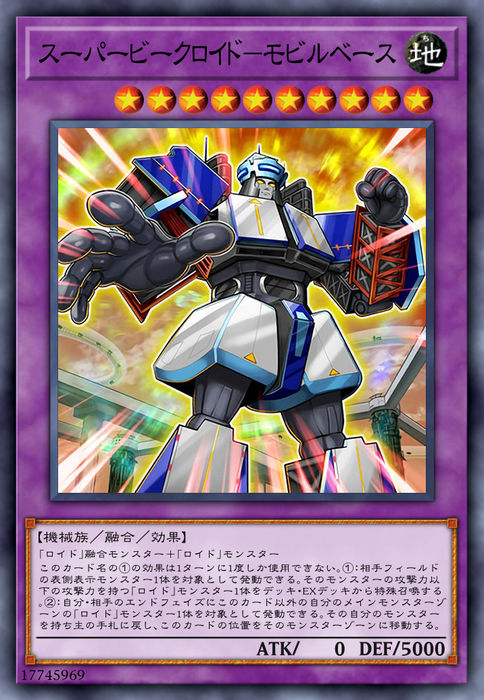 スーパービークロイド－モビルベース
ち
地
【機械族／融合／効果】
「ロイド」融合モンスター＋「ロイド」モンスター
このカード名の①の効果は1ターンに1度しか使用できない。①：相手フィールド
の表側表示モンスター1体を対象として発動できる。そのモンスターの攻撃力以
下の攻撃力を持つ「ロイド」モンスター1体をデッキ・EXデッキから特殊召喚す
る。②：自分・相手のエンドフェイズにこのカード以外の自分のメインモンスターゾ
ーンの「ロイド」モンスター1体を対象として発動できる。そのモンスター
を持ち主の手札に戻し、このカードの位置をそのモンスターゾーンに移動する。
ATK/ 0 DEF/5000
17745969